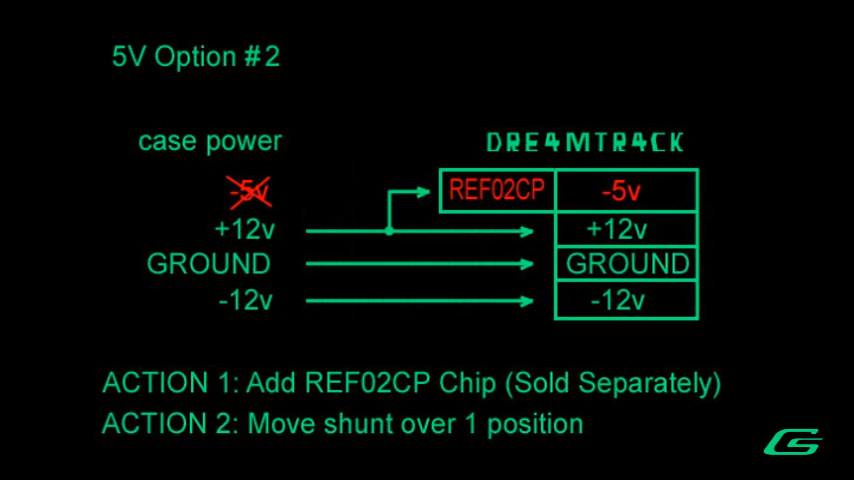 5V Option #2
case power
DRE4MTR4CK
-5v
REF02CP
-5v
+12v
+12v
GROUND
GROUND
-12v
-12v
ACTION 1: Add REF02CP Chip (Sold Separately)
ACTION 2: Move shunt over 1 position